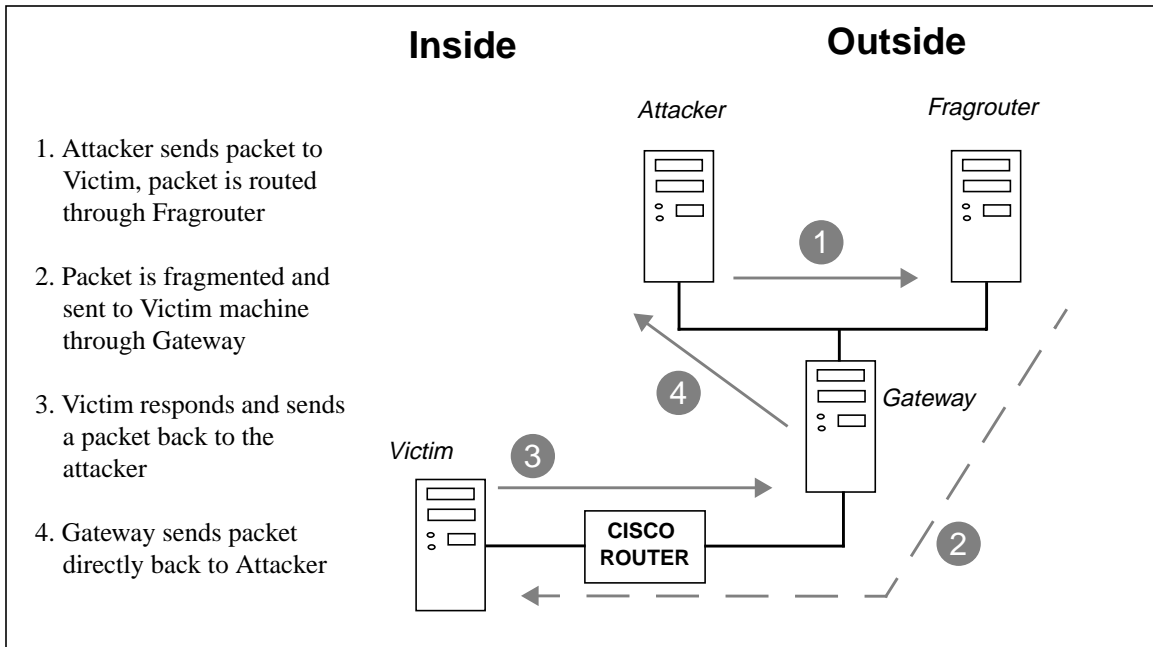 Inside
Outside
1. Attacker sends packet to
Victim, packet is routed
through Fragrouter
2. Packet is fragmented and
sent to Victim machine
through Gateway
3. Victim responds and sends
a packet back to the
attacker
4. Gateway sends packet
directly back to Attacker
Attacker
Fragrouter
1
4
Gateway
Victim
3
CISCO
ROUTER
2